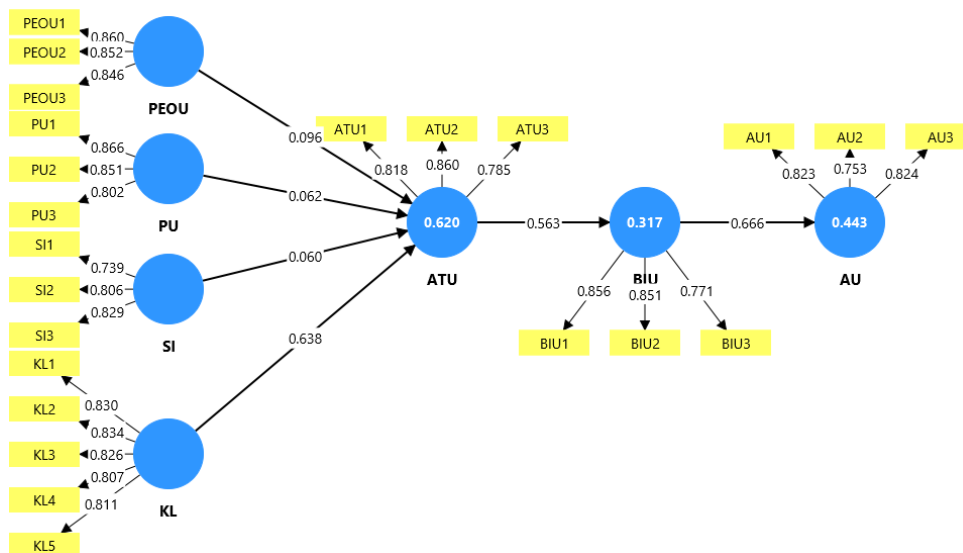 PEOU1
0.860
PEOU2
0.852
0.846
PEOU3
PEOU
PU1
0.866
PU2
0.851
0.802
PU3
PU
SI1
0.739
SI2
0.806
0.829
SI3
SI
KL1
0.830
KL2
0.834
KL3
0.826
0.807
KL4
0.811
KL
KL5
0.096
0.062
0.060
0.638
ATU1
ATU2
ATU3
0.818
0.860
0.785
0.620
ATU
0.563
0.317
BIU
0.856
0.851
0.771
BIU1
BIU2
BIU3
0.666
AU1
AU2
AU3
0.823
0.753
0.824
0.443
AU